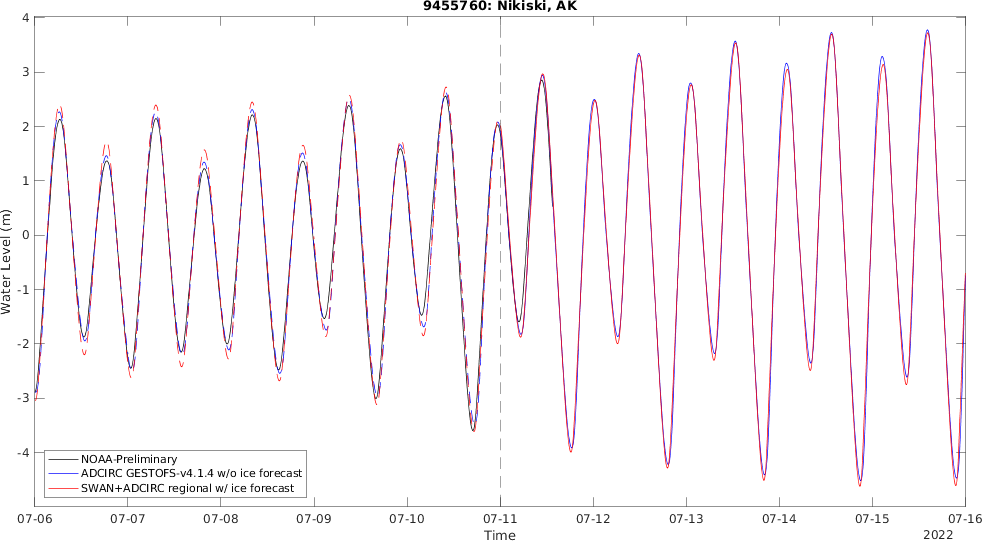 9455760: Nikiski, AK
4
3
2
1
0
-1
-2
-3
-4
Water Level (m)
NOAA-Preliminary
ADCIRC GESTOFS-v4.1.4 w/o ice forecast
SWAN+ADCIRC regional w/ ice forecast
07-06 07-07 07-08 07-09 07-10 07-11 07-12 07-13 07-14 07-15 07-16
Time
2022